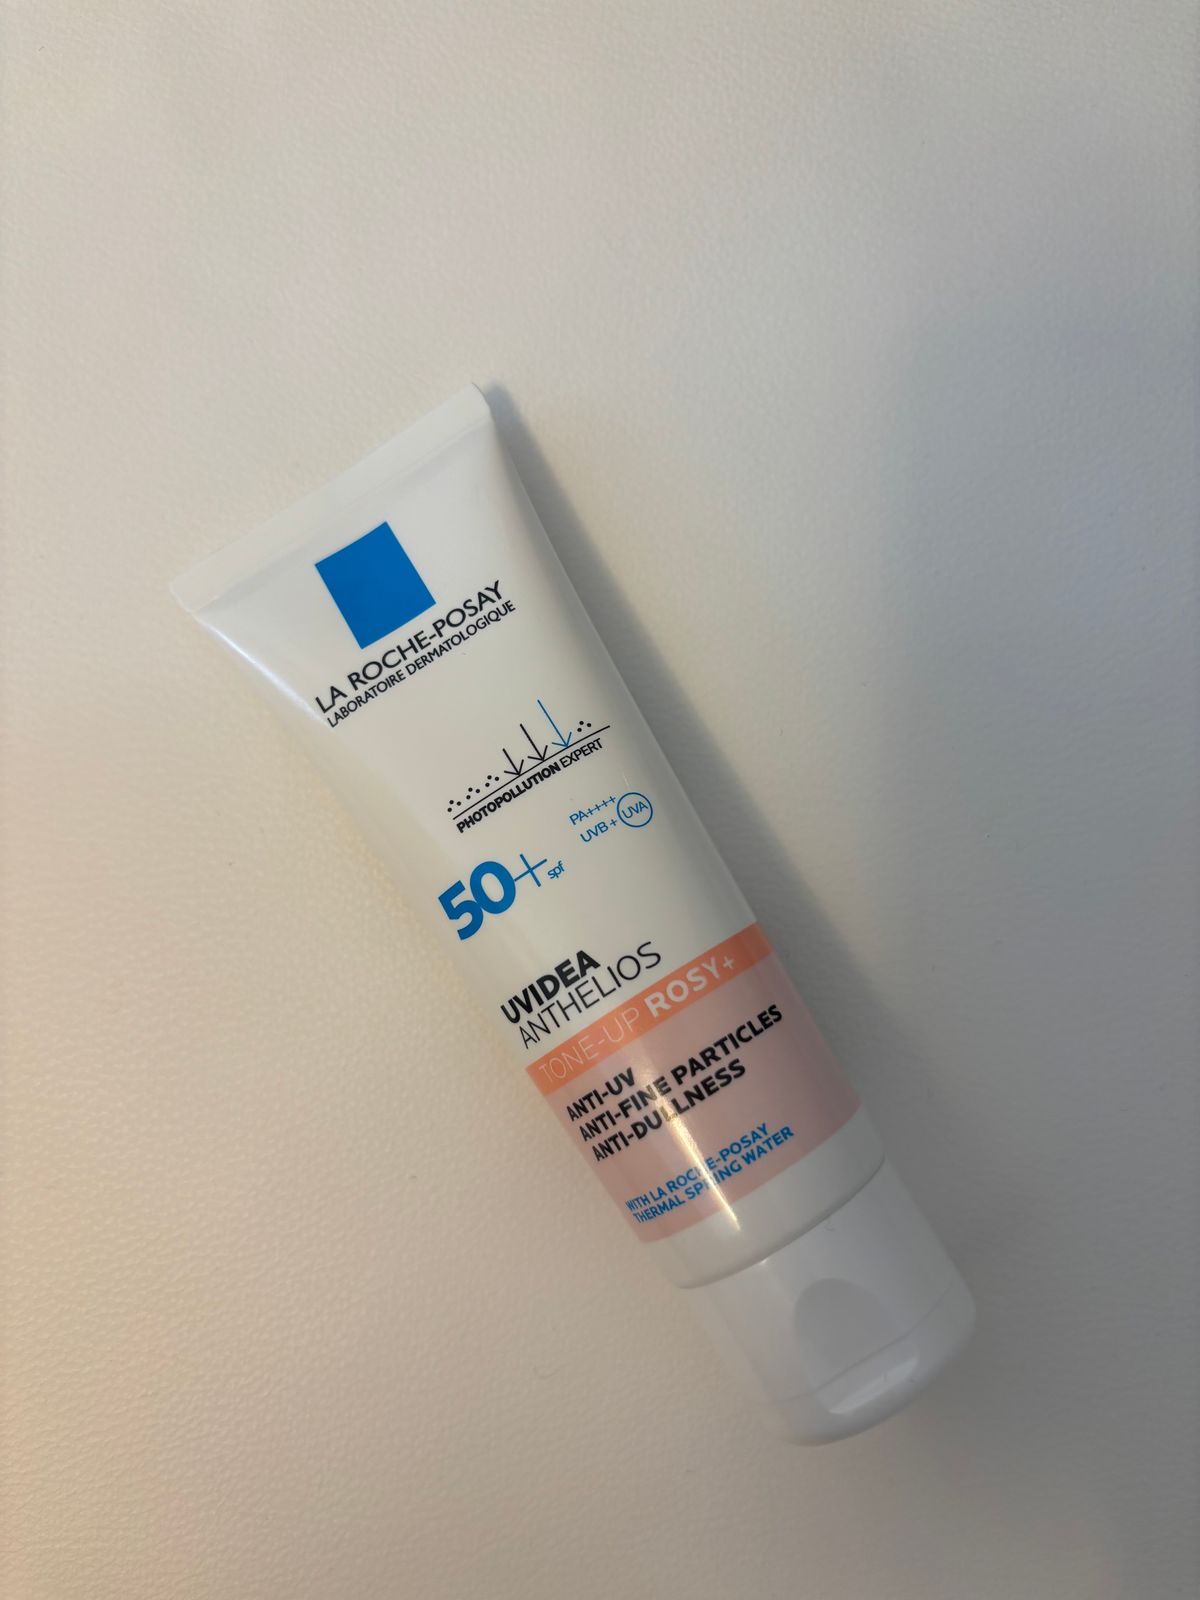 LA ROCHE-POSAY
LABORATOIRE DERMATOLOGIQUE
PHOTOPOLLUTION EXPERT
PA++++
UVB + UVA
50+ spf
UVIDEA
ANTHELIOS
TONE-UP ROSY+
ANTI-UV
ANTI-FINE PARTICLES
ANTI-DULLNESS
WITH LA ROCHE-POSAY
THERMAL SPRING WATER